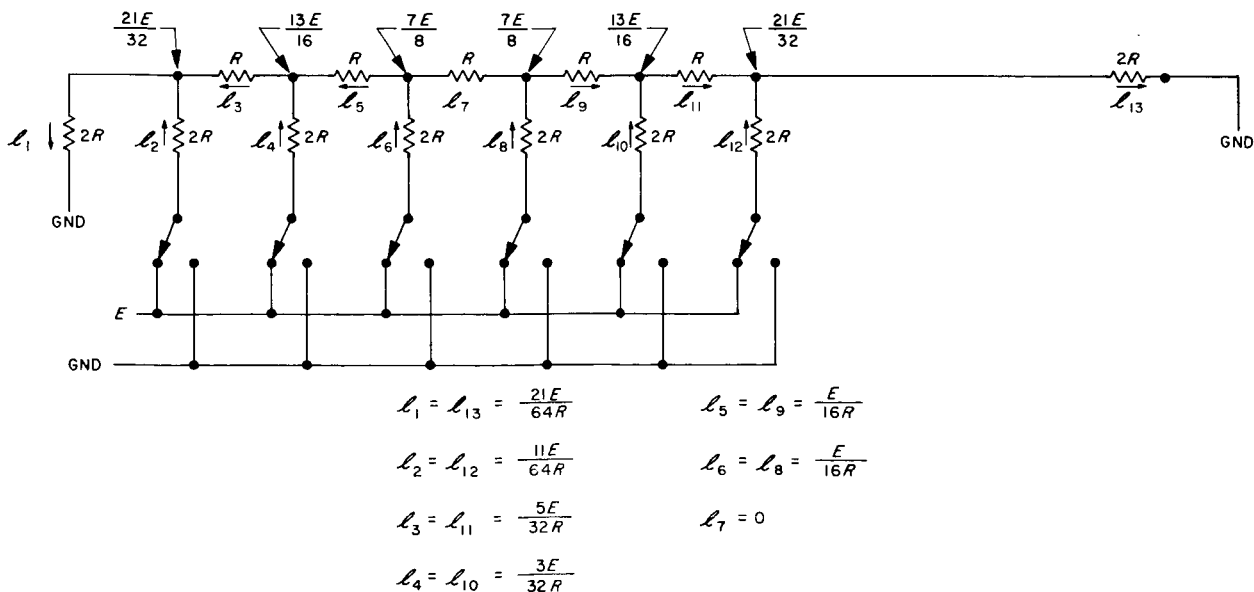 21E/32 13E/16 7E/8 7E/8 13E/16 21E/32
R R R R R 2R
ℓ3 ℓ5 ℓ7 ℓ9 ℓ11 ℓ13
ℓ1 2R ℓ2 2R ℓ4 2R ℓ6 2R ℓ8 2R ℓ10 2R ℓ12 2R
GND
GND
E
GND
ℓ1 = ℓ13 = 21E/64R
ℓ2 = ℓ12 = 11E/64R
ℓ3 = ℓ11 = 5E/32R
ℓ4 = ℓ10 = 3E/32R
ℓ5 = ℓ9 = E/16R
ℓ6 = ℓ8 = E/16R
ℓ7 = 0